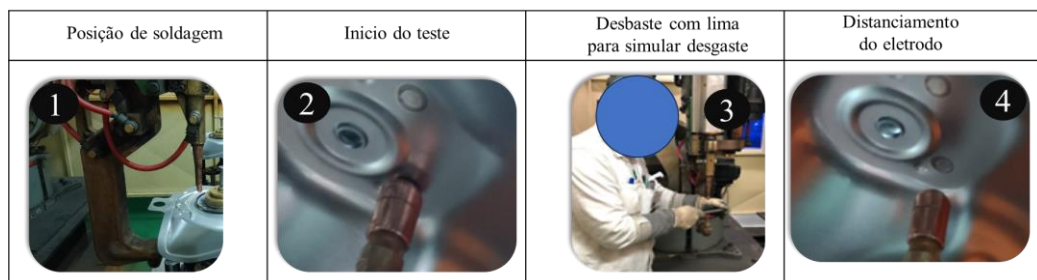 Posição de soldagem
Inicio do teste
Desbaste com lima
para simular desgaste
Distanciamento
do eletrodo
1
2
3
4